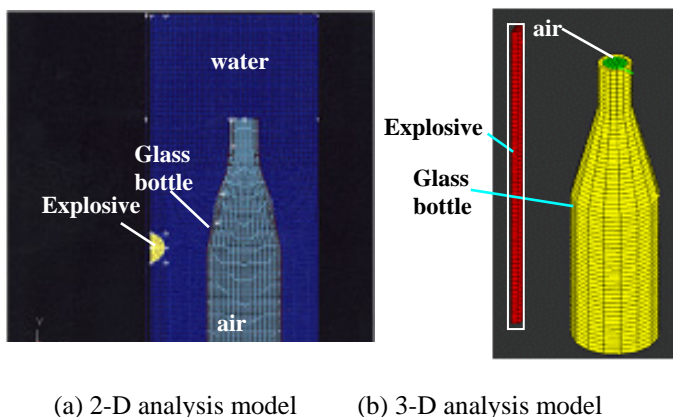 water
Glass
bottle
Explosive
air
Y
air
Explosive
Glass
bottle
(a) 2-D analysis model
(b) 3-D analysis model